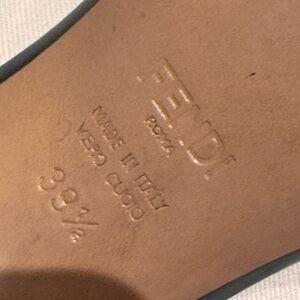 FENDI
ROMA
MADE IN ITALY
VERO CUOIO
39½